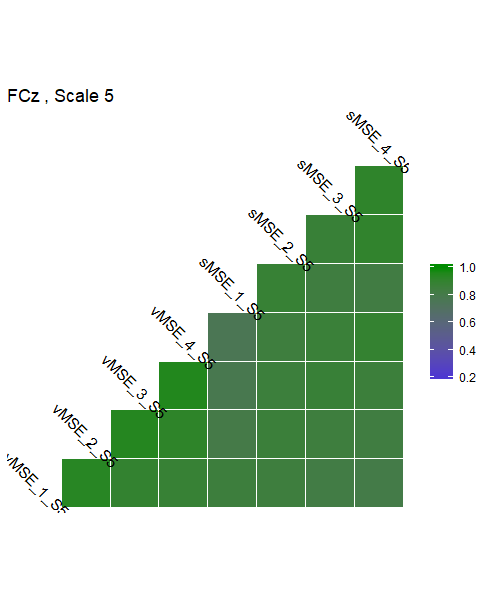 FCz , Scale 5
sMSE_4_S5
sMSE_3_S5
sMSE_2_S5
sMSE_1_S5
vMSE_4_S5
vMSE_3_S5
vMSE_2_S5
vMSE_1_S5
1.0
0.8
0.6
0.4
0.2